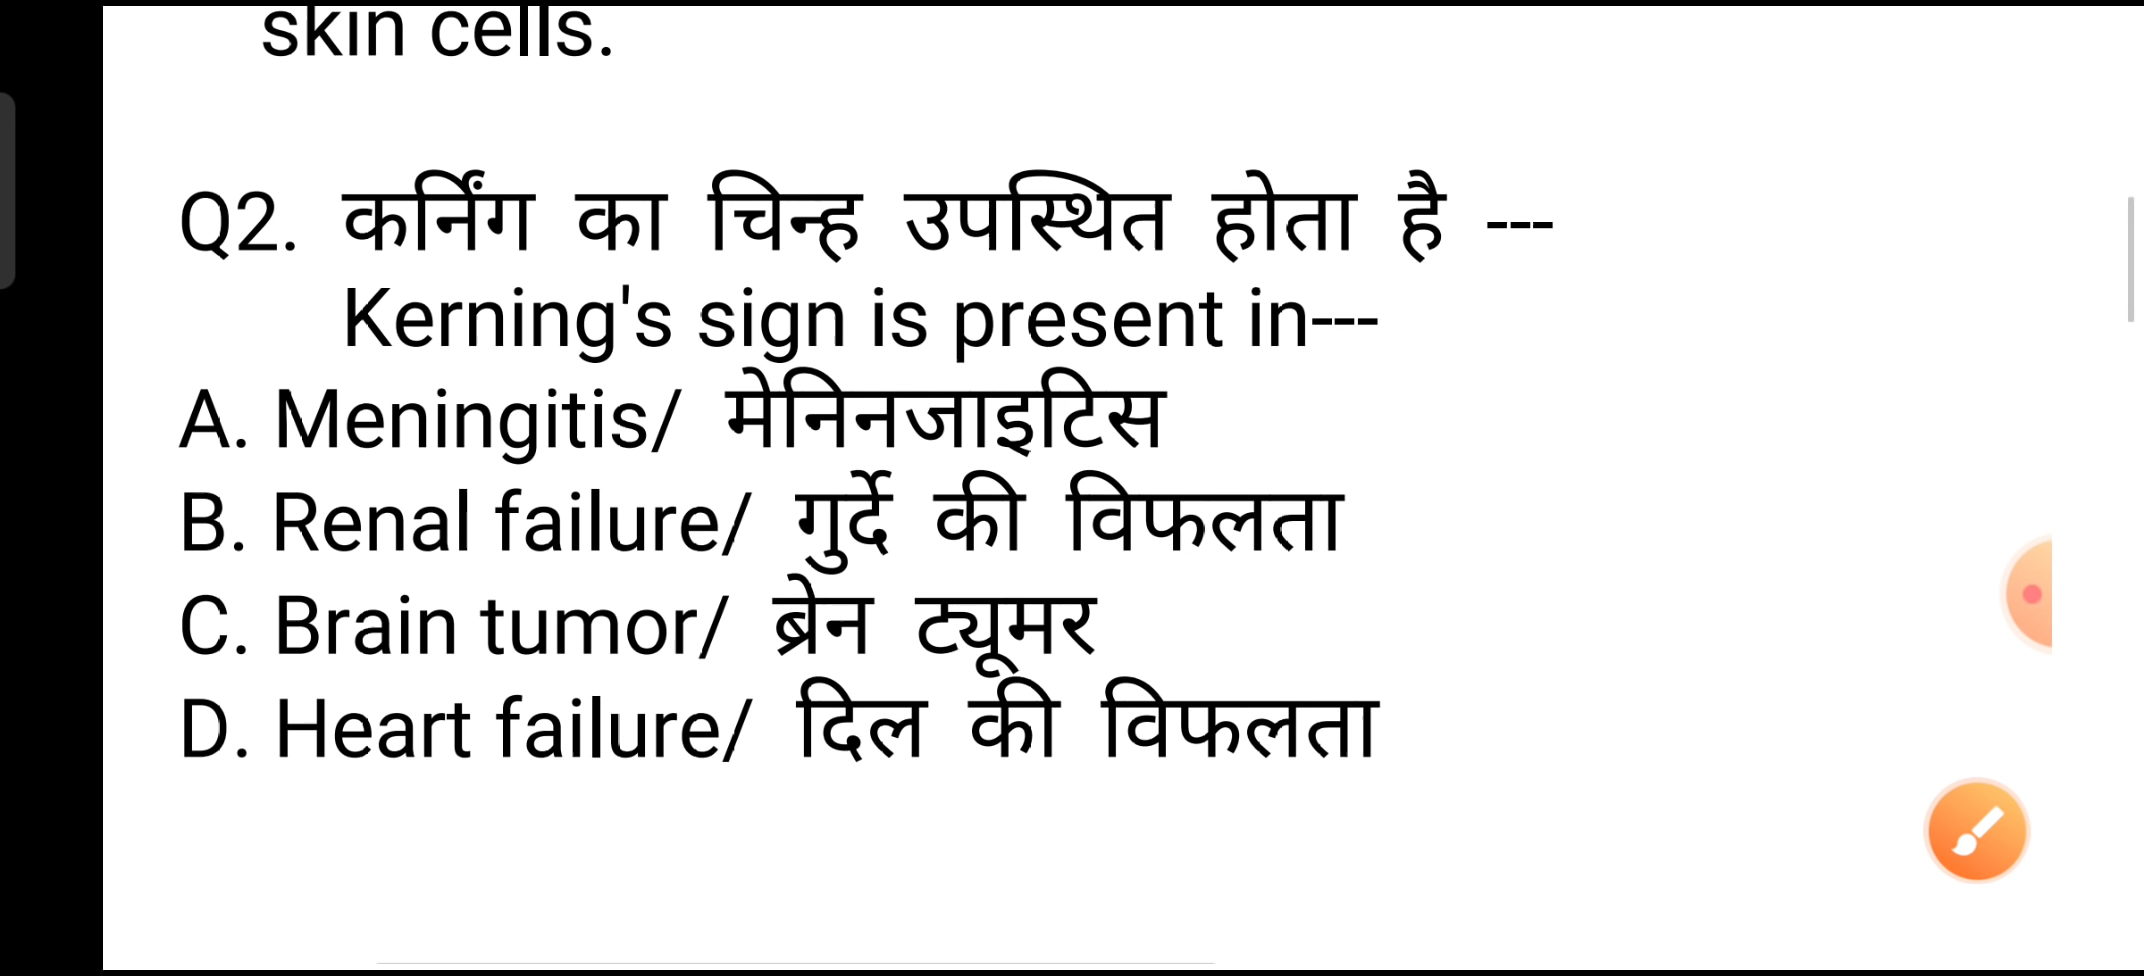 skin cells.
Q2. कर्निंग का चिन्ह उपस्थित होता है ---
Kerning's sign is present in---
A. Meningitis/ मेनिनजाइटिस
B. Renal failure/ गुर्दे की विफलता
C. Brain tumor/ ब्रेन ट्यूमर
D. Heart failure/ दिल की विफलता